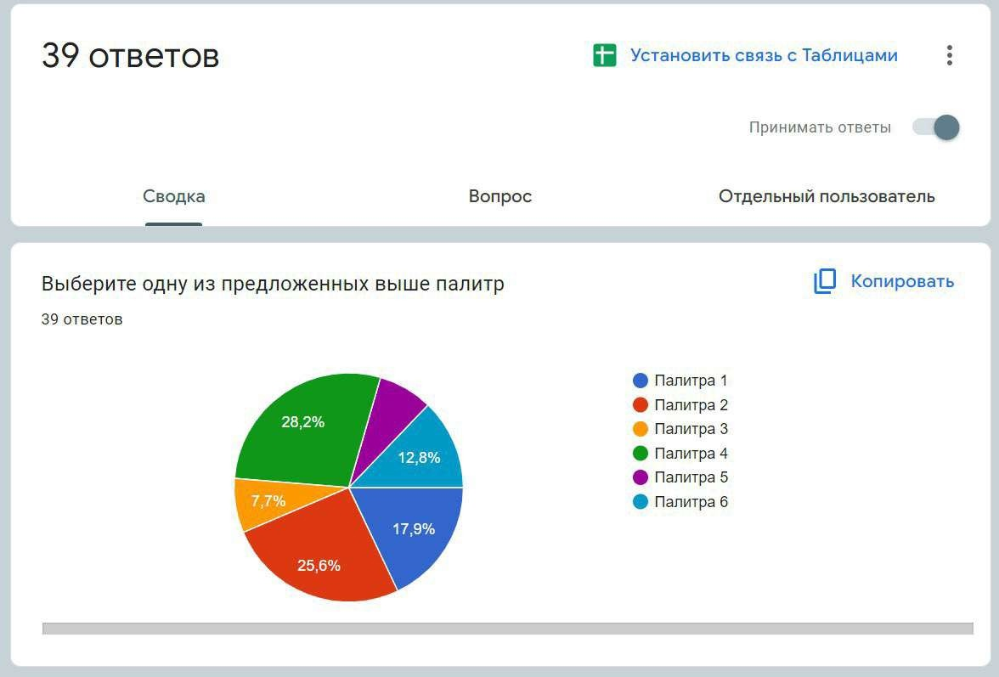 39 ответов
Установить связь с Таблицами
Принимать ответы
Сводка
Вопрос
Отдельный пользователь
Выберите одну из предложенных выше палитр
Копировать
39 ответов
28,2%
12,8%
7,7%
17,9%
25,6%
Палитра 1
Палитра 2
Палитра 3
Палитра 4
Палитра 5
Палитра 6